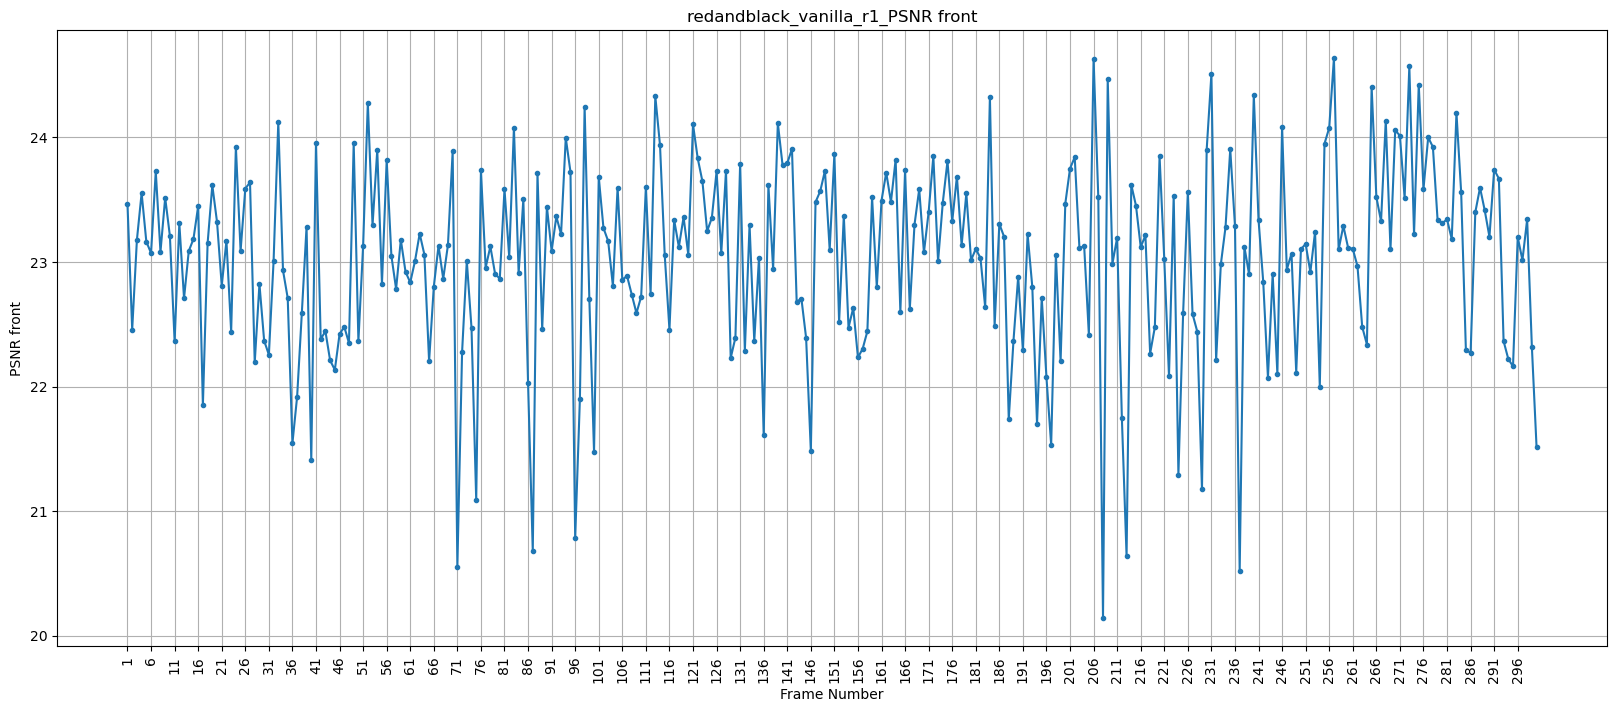 redandblack_vanilla_r1_PSNR front
PSNR front
24
23
22
21
20
1 6 11 16 21 26 31 36 41 46 51 56 61 66 71 76 81 86 91 96 101 106 111 116 121 126 131 136 141 146 151 156 161 166 171 176 181 186 191 196 201 206 211 216 221 226 231 236 241 246 251 256 261 266 271 276 281 286 291 296
Frame Number